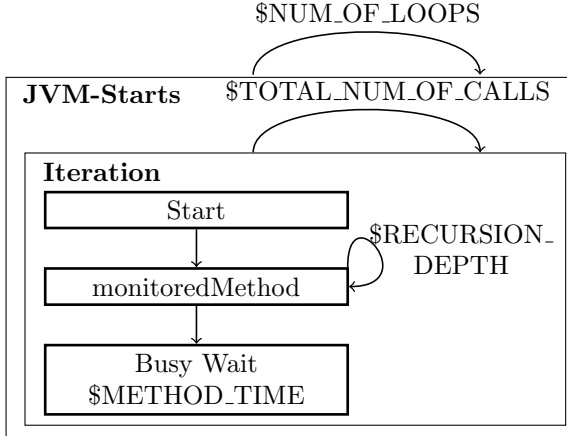 $NUM_OF_LOOPS
JVM-Starts
$TOTAL_NUM_OF_CALLS
Iteration
Start
$RECURSION_
DEPTH
monitoredMethod
Busy Wait
$METHOD_TIME